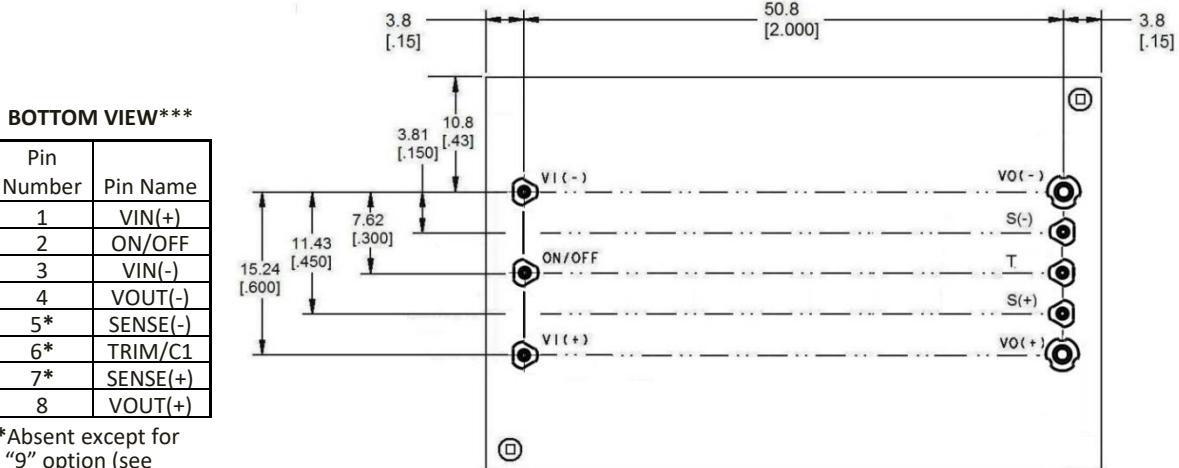 3.8
[.15]
50.8
[2.000]
3.8
[.15]
BOTTOM VIEW***
Pin Number | Pin Name
1 | VIN(+)
2 | ON/OFF
3 | VIN(-)
4 | VOUT(-)
5* | SENSE(-)
6* | TRIM/C1
7* | SENSE(+)
8 | VOUT(+)
*Absent except for
"9" option (see
10.8
[.43]
3.81
[.150]
7.62
[.300]
11.43
[.450]
15.24
[.600]
VI(-)
ON/OFF
VI(+)
VO(-)
S(-)
T
S(+)
VO(+)